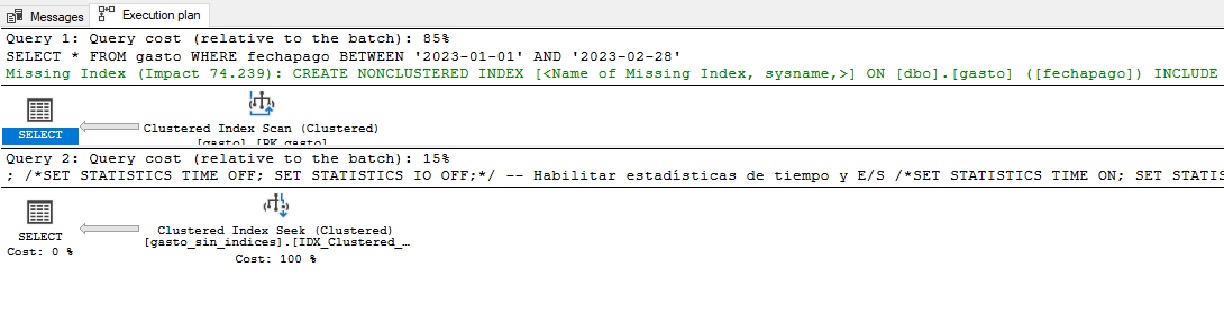 Messages Execution plan
Query 1: Query cost (relative to the batch): 85%
SELECT * FROM gasto WHERE fechapago BETWEEN '2023-01-01' AND '2023-02-28'
Missing Index (Impact 74.239): CREATE NONCLUSTERED INDEX [<Name of Missing Index, sysname,>] ON [dbo].[gasto] ([fechapago]) INCLUDE
SELECT
Clustered Index Scan (Clustered)
[gasto].[PK_gasto]
Query 2: Query cost (relative to the batch): 15%
; /*SET STATISTICS TIME OFF; SET STATISTICS IO OFF;*/ -- Habilitar estadísticas de tiempo y E/S /*SET STATISTICS TIME ON; SET STATIS
SELECT
Cost: 0 %
Clustered Index Seek (Clustered)
[gasto_sin_indices].[IDX_Clustered_…
Cost: 100 %